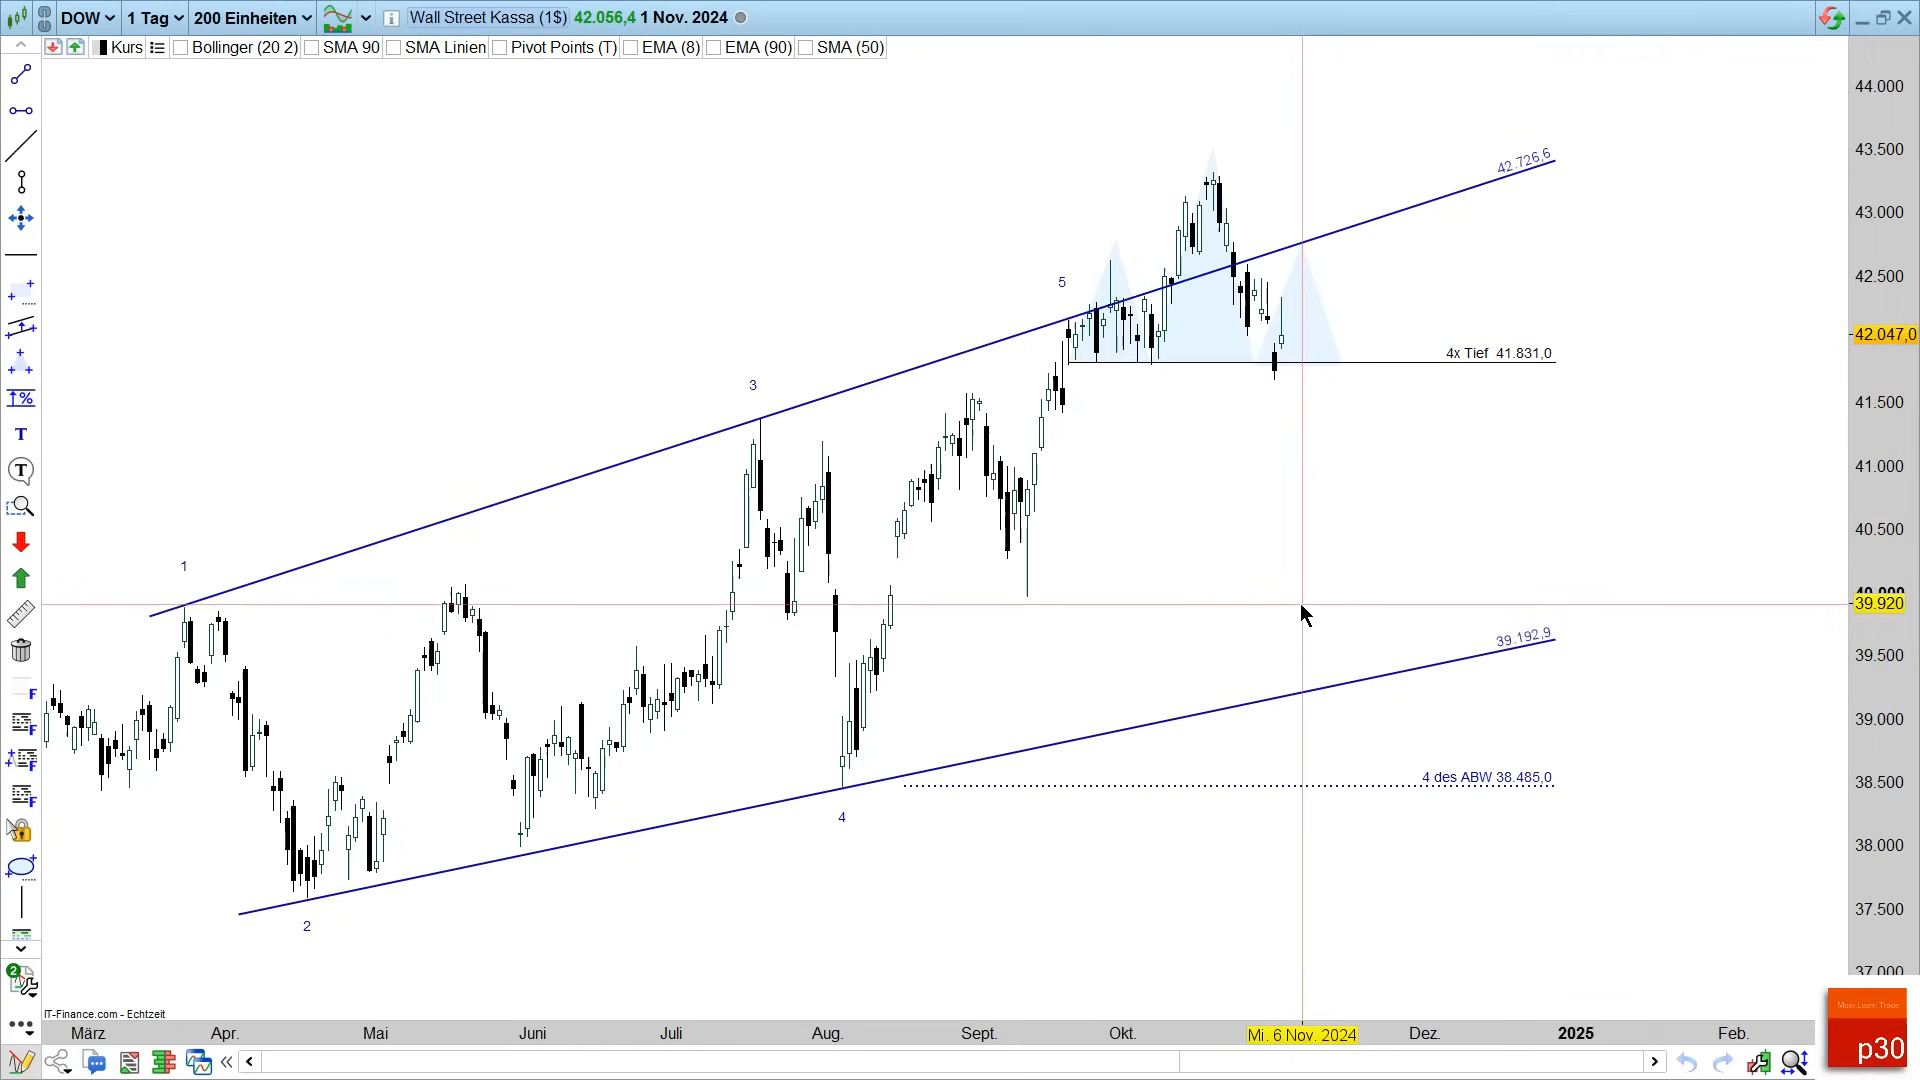 DOW
1 Tag
200 Einheiten
Wall Street Kassa (1$) 42.056,4 1 Nov. 2024
Kurs
Bollinger (20 2)
SMA 90
SMA Linien
Pivot Points (T)
EMA (8)
EMA (90)
SMA (50)
44.000
43.500
42.726,6
43.000
42.500
5
42.047,0
4x Tief 41.831,0
3
41.500
41.000
40.500
1
39.920
39.192,9
39.500
39.000
4 des ABW 38.485,0
38.500
4
38.000
37.500
2
37.000
T
T
%
F
F
F
F
2
IT-Finance.com - Echtzeit
März
Apr.
Mai
Juni
Juli
Aug.
Sept.
Okt.
Mi. 6 Nov. 2024
Dez.
2025
Feb.
p30